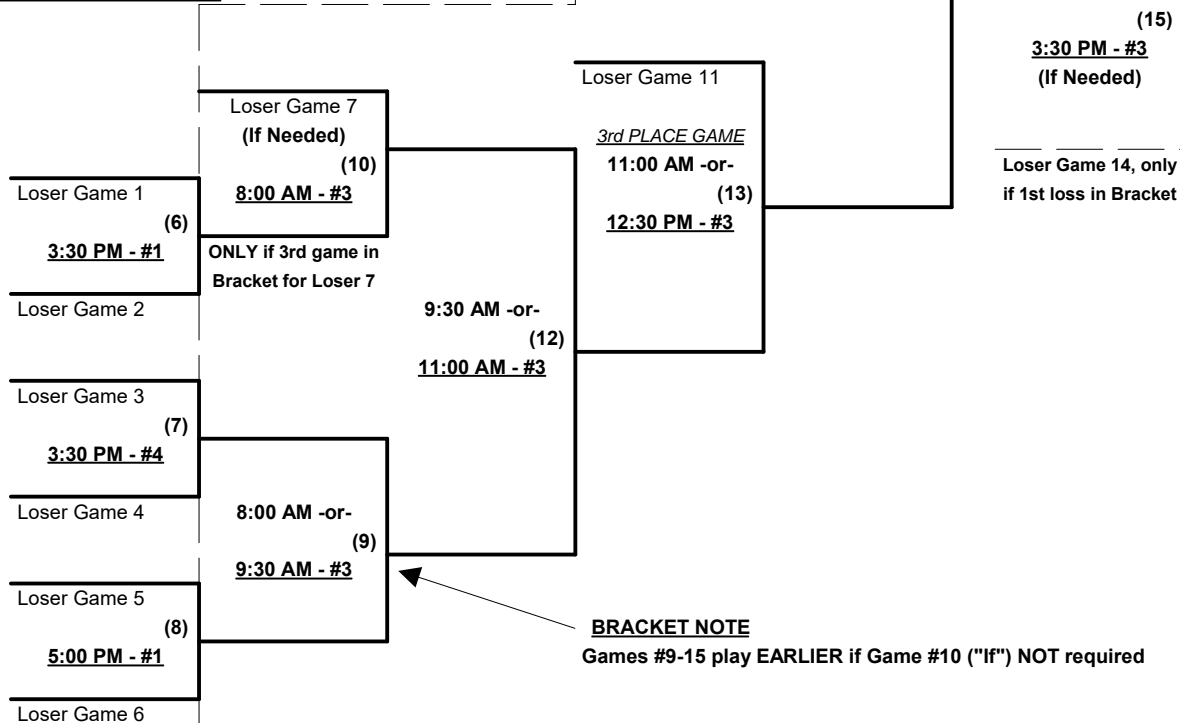 (15)
3:30 PM - #3
(If Needed)
Loser Game 11
Loser Game 7
(If Needed)
(10)
8:00 AM - #3
3rd PLACE GAME
11:00 AM -or-
(13)
12:30 PM - #3
Loser Game 14, only
if 1st loss in Bracket
Loser Game 1
(6)
3:30 PM - #1
Loser Game 2
ONLY if 3rd game in
Bracket for Loser 7
9:30 AM -or-
(12)
11:00 AM - #3
Loser Game 3
(7)
3:30 PM - #4
Loser Game 4
8:00 AM -or-
(9)
9:30 AM - #3
Loser Game 5
(8)
5:00 PM - #1
Loser Game 6
BRACKET NOTE
Games #9-15 play EARLIER if Game #10 ("If") NOT required